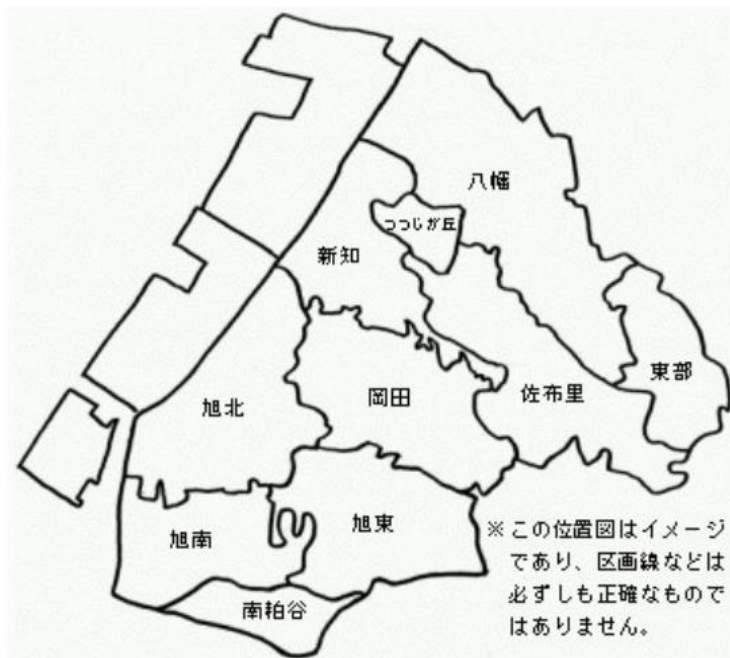 八幡
つつじが丘
新知
東部
佐布里
岡田
旭北
旭東
旭南
南粕谷
※この位置図はイメージ
であり、区画線などは
必ずしも正確なもので
はありません。